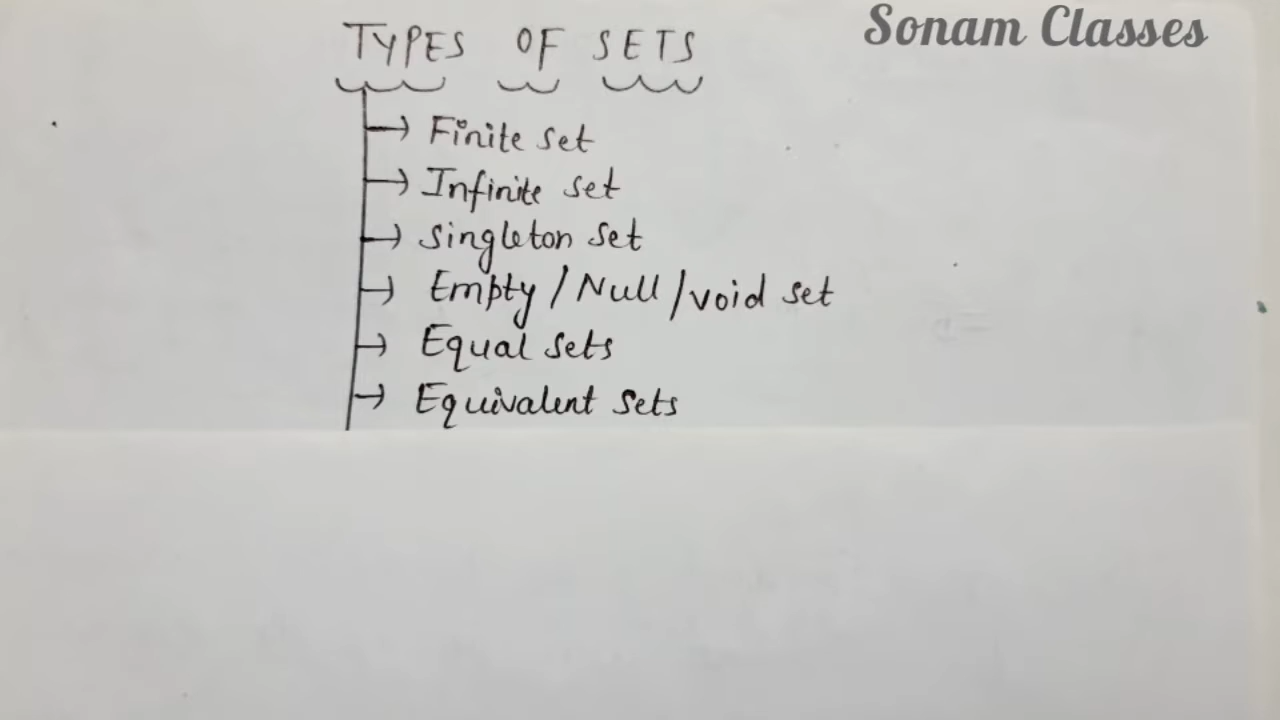 TYPES OF SETS
Sonam Classes
Finite set
Infinite set
Singleton set
Empty / Null / void set
Equal sets
Equivalent sets